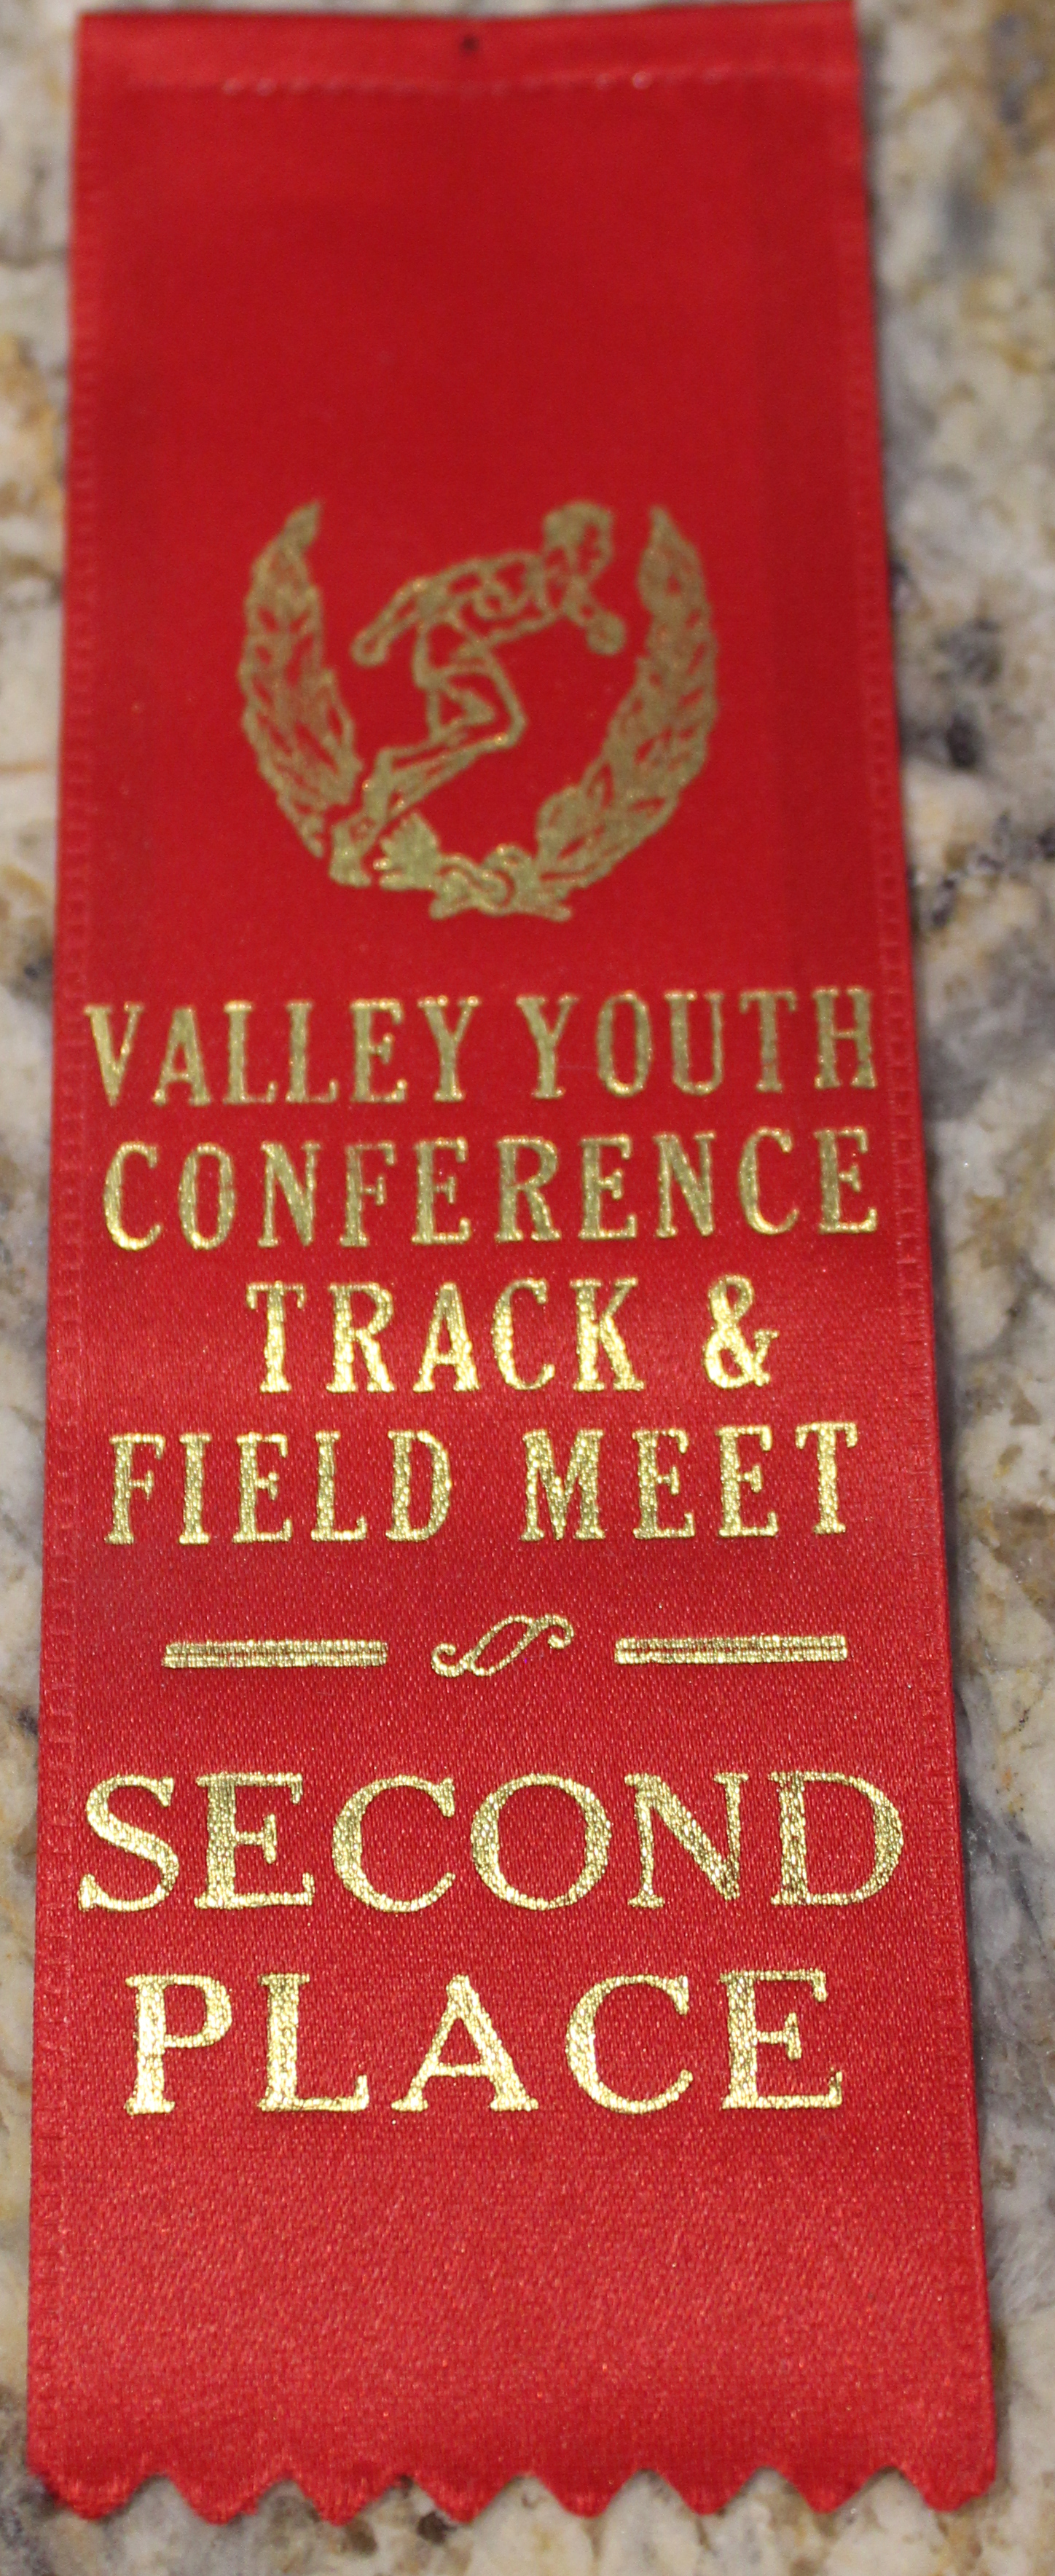 VALLEY YOUTH
CONFERENCE
TRACK &
FIELD MEET
SECOND
PLACE